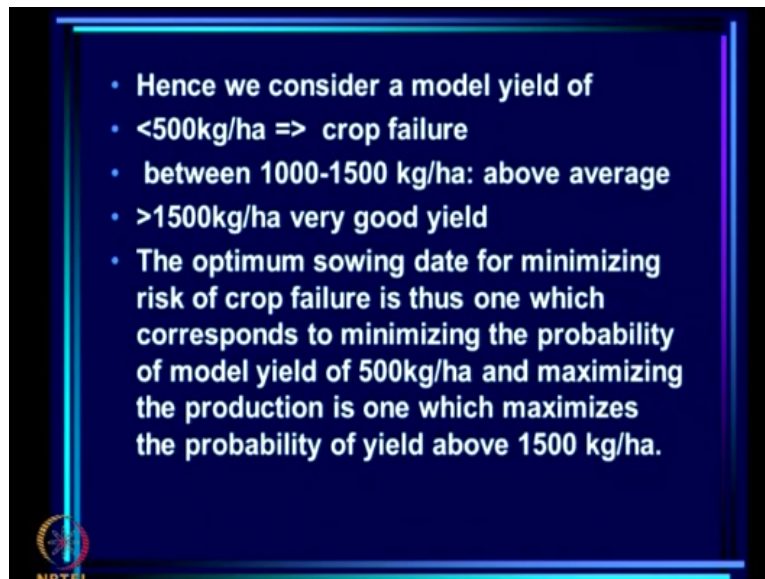 • Hence we consider a model yield of
• <500kg/ha => crop failure
• between 1000-1500 kg/ha: above average
• >1500kg/ha very good yield
• The optimum sowing date for minimizing
risk of crop failure is thus one which
corresponds to minimizing the probability
of model yield of 500kg/ha and maximizing
the production is one which maximizes
the probability of yield above 1500 kg/ha.
NPTEL